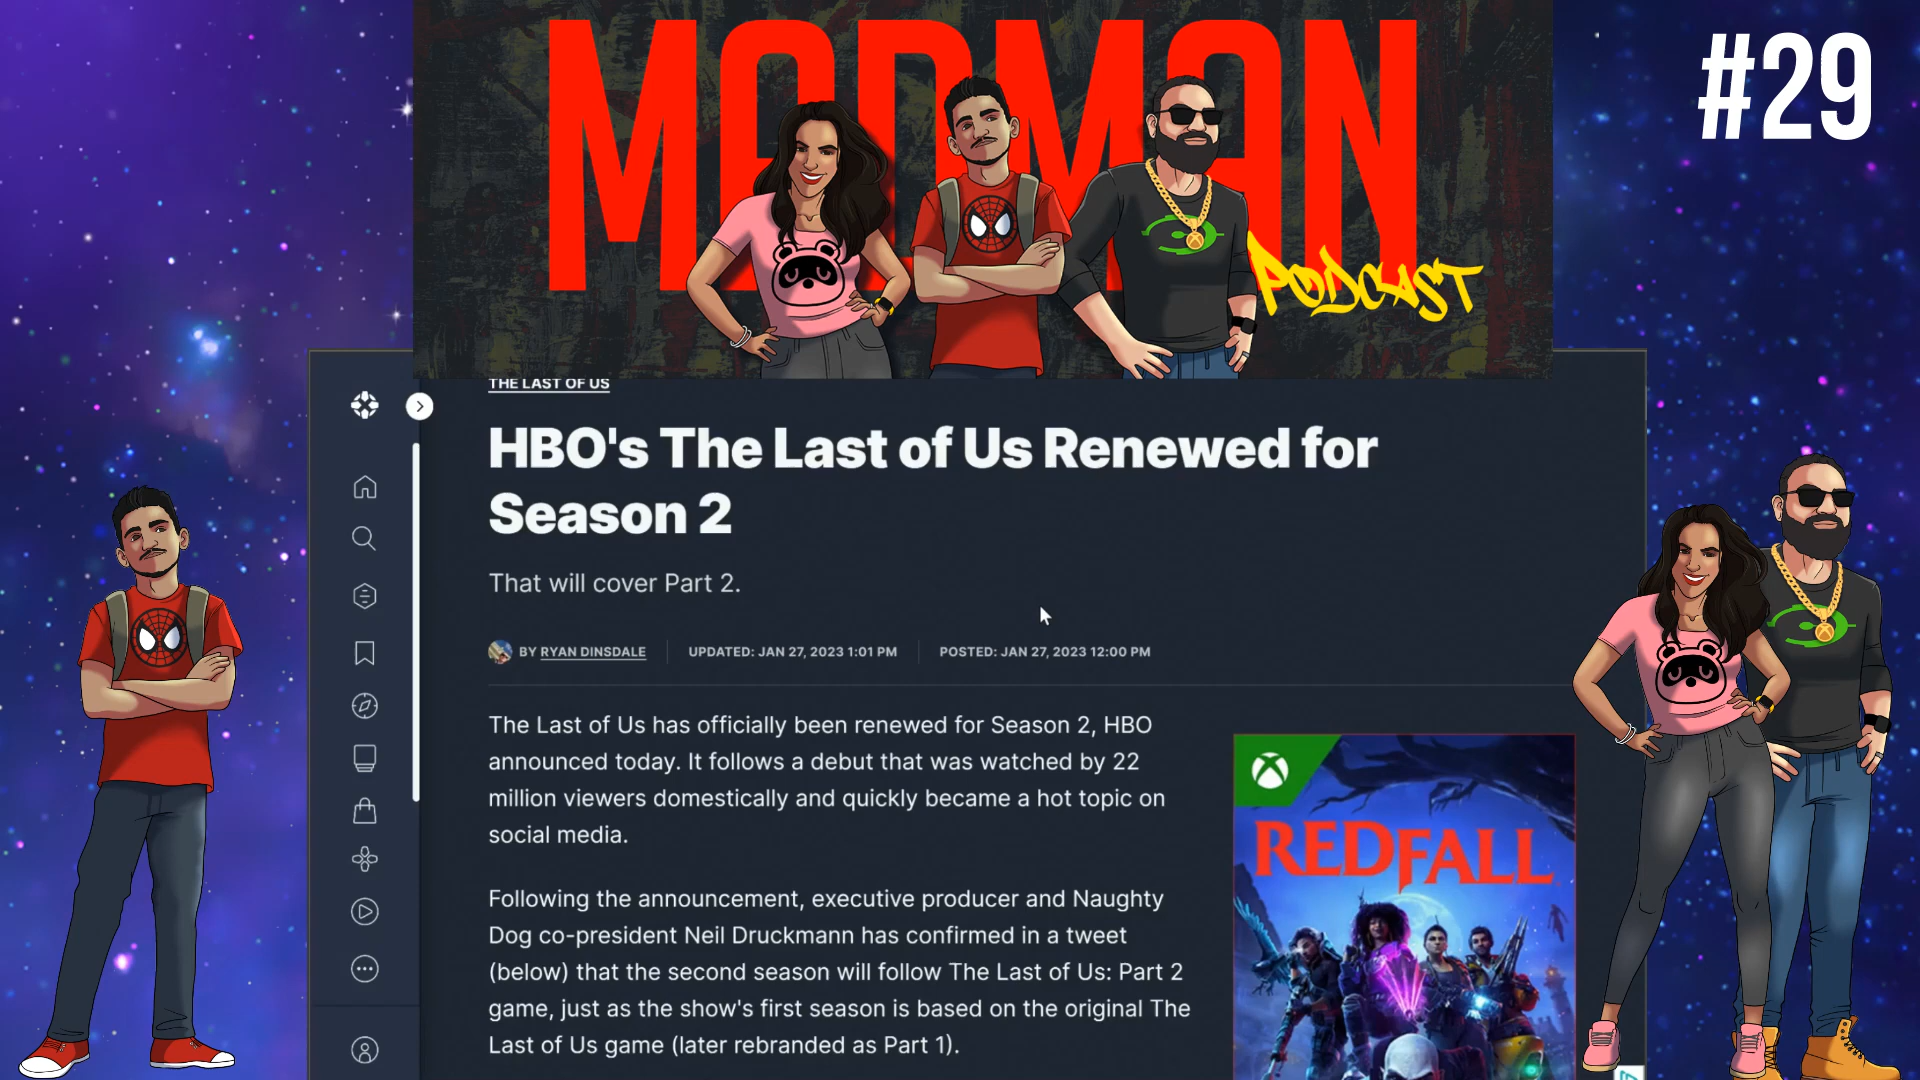 MADMAN
PODCAST
#29
THE LAST OF US
HBO's The Last of Us Renewed for
Season 2
That will cover Part 2.
BY RYAN DINSDALE
UPDATED: JAN 27, 2023 1:01 PM
POSTED: JAN 27, 2023 12:00 PM
The Last of Us has officially been renewed for Season 2, HBO
announced today. It follows a debut that was watched by 22
million viewers domestically and quickly became a hot topic on
social media.
Following the announcement, executive producer and Naughty
Dog co-president Neil Druckmann has confirmed in a tweet
(below) that the second season will follow The Last of Us: Part 2
game, just as the show's first season is based on the original The
Last of Us game (later rebranded as Part 1).
REDFALL